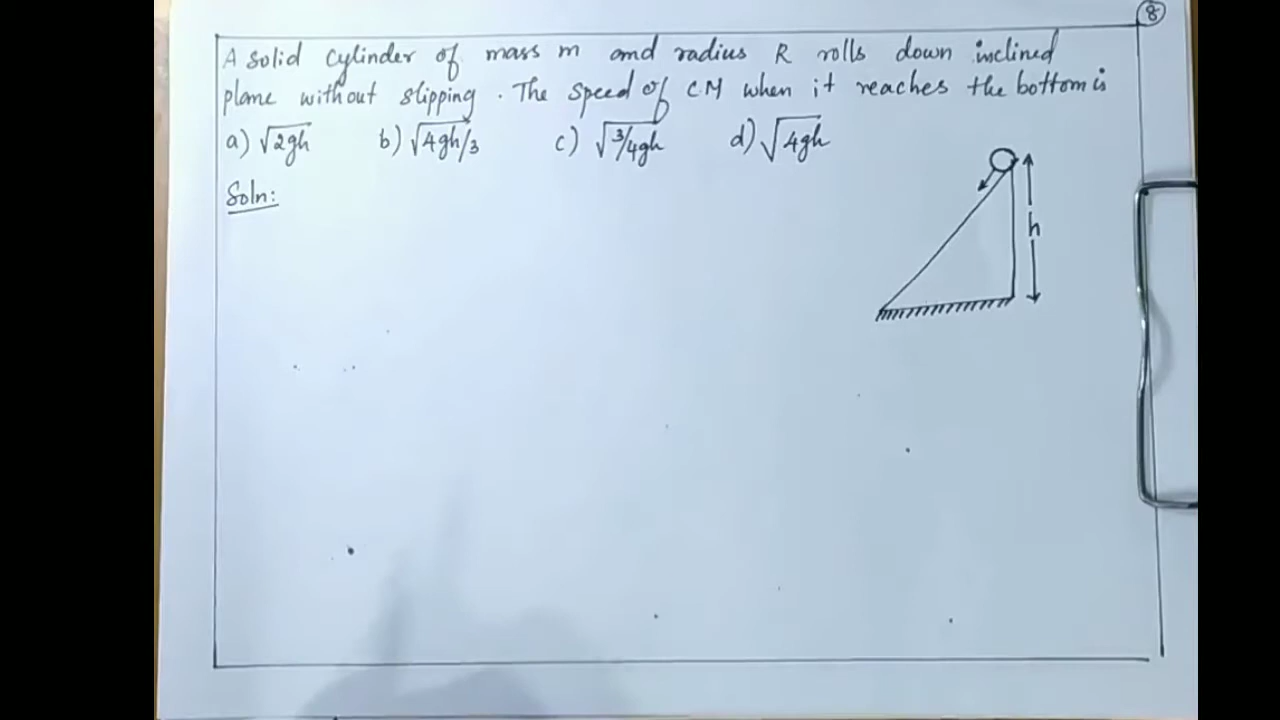 8
A solid cylinder of mass m and radius R rolls down inclined
plane without slipping. The speed of CM when it reaches the bottom is
a) √2gh b) √4gh/3 c) √3/4gh d) √4gh
Soln:
h